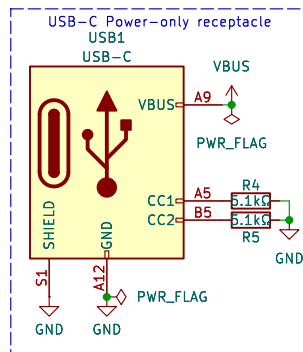 USB-C Power-only receptacle
USB1
USB-C
VBUS
VBUS
A9
PWR_FLAG
CC1
A5
R4
5.1kΩ
CC2
B5
5.1kΩ
R5
SHIELD
GND
GND
S1
A12
PWR_FLAG
GND
GND